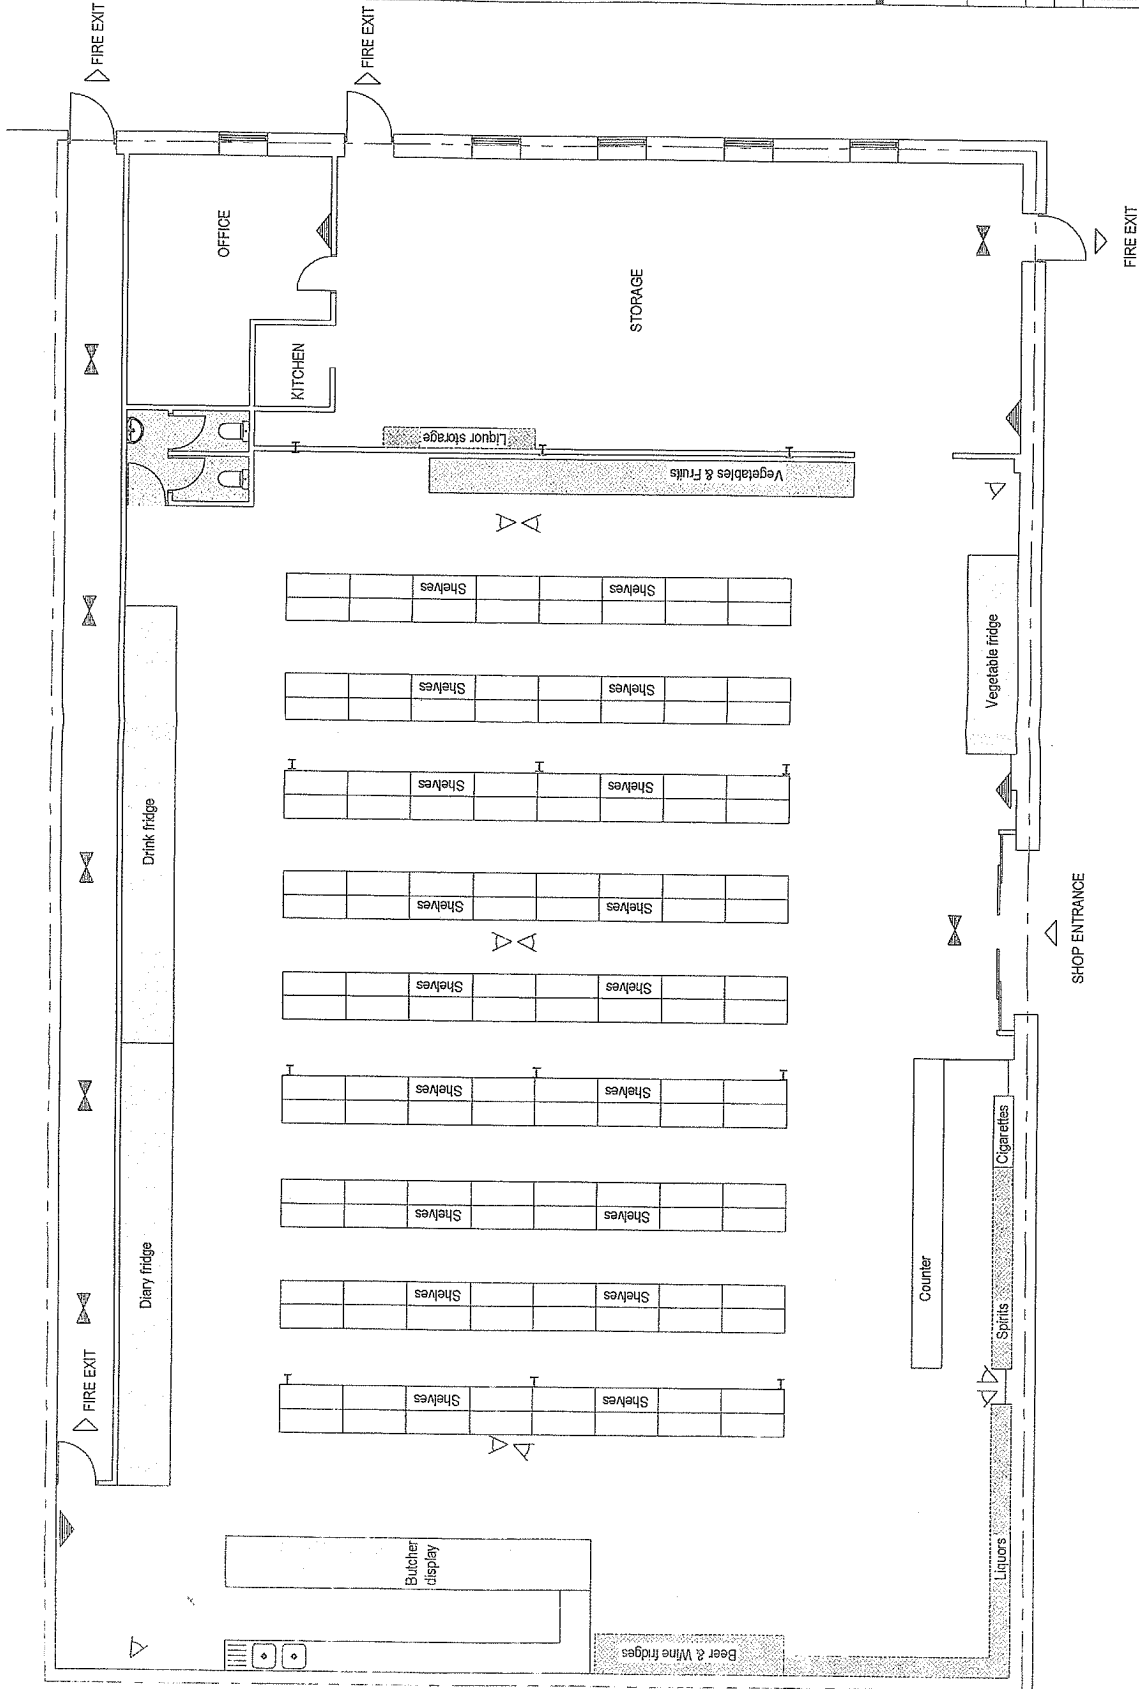 FIRE EXIT
FIRE EXIT
OFFICE
KITCHEN
STORAGE
FIRE EXIT
Liquor storage
Vegetables & Fruits
Shelves
Shelves
Shelves
Shelves
Vegetable fridge
Shelves
Shelves
Drink fridge
Shelves
Shelves
SHOP ENTRANCE
Shelves
Shelves
Shelves
Shelves
Cigarettes
Shelves
Shelves
Diary fridge
Shelves
Shelves
Counter
Spirits
FIRE EXIT
Shelves
Shelves
Butcher
display
Liquors
Beer & Wine fridges